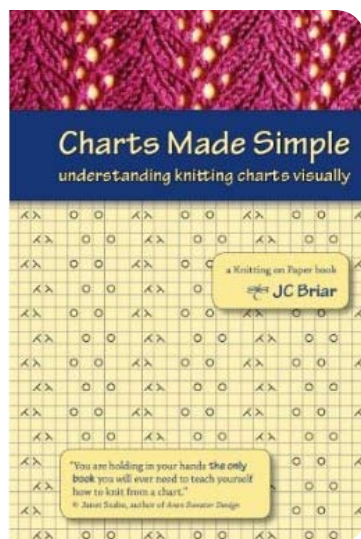 Charts Made Simple
understanding knitting charts visually
a Knitting on Paper book
JC Briar
"You are holding in your hands the only
book you will ever need to teach yourself
how to knit from a chart."
Janet Szabo, author of Aran Sweater Design